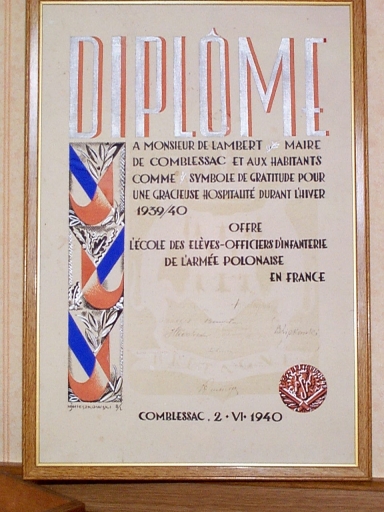 DIPLÔME
A MONSIEUR DE LAMBERT MAIRE
DE COMBLESSAC ET AUX HABITANTS
COMME SYMBOLE DE GRATITUDE POUR
UNE GRACIEUSE HOSPITALITÉ DURANT L'HIVER
1939/40
OFFRE
L'ÉCOLE DES ELÈVES-OFFICIERS D'INFANTERIE
DE L'ARMÉE POLONAISE
EN FRANCE
COMBLESSAC . 2 • VI • 1940